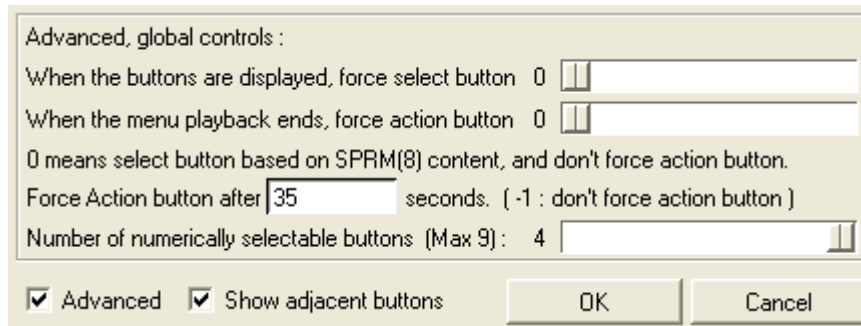 Advanced, global controls :
When the buttons are displayed, force select button 0
When the menu playback ends, force action button 0
0 means select button based on SPRM(8) content, and don't force action button.
Force Action button after 35 seconds. ( -1 : don't force action button )
Number of numerically selectable buttons (Max 9) : 4
Advanced Show adjacent buttons OK Cancel